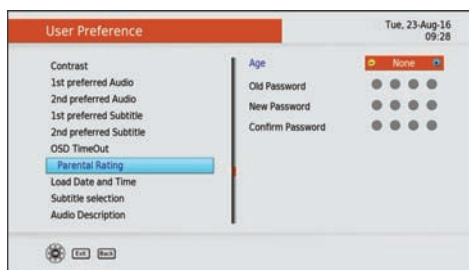 User Preference
Tue, 23-Aug-16
09:28
Contrast
1st preferred Audio
2nd preferred Audio
1st preferred Subtitle
2nd preferred Subtitle
OSD TimeOut
Parental Rating
Load Date and Time
Subtitle selection
Audio Description
Age
None
Old Password
New Password
Confirm Password
Exit
Back